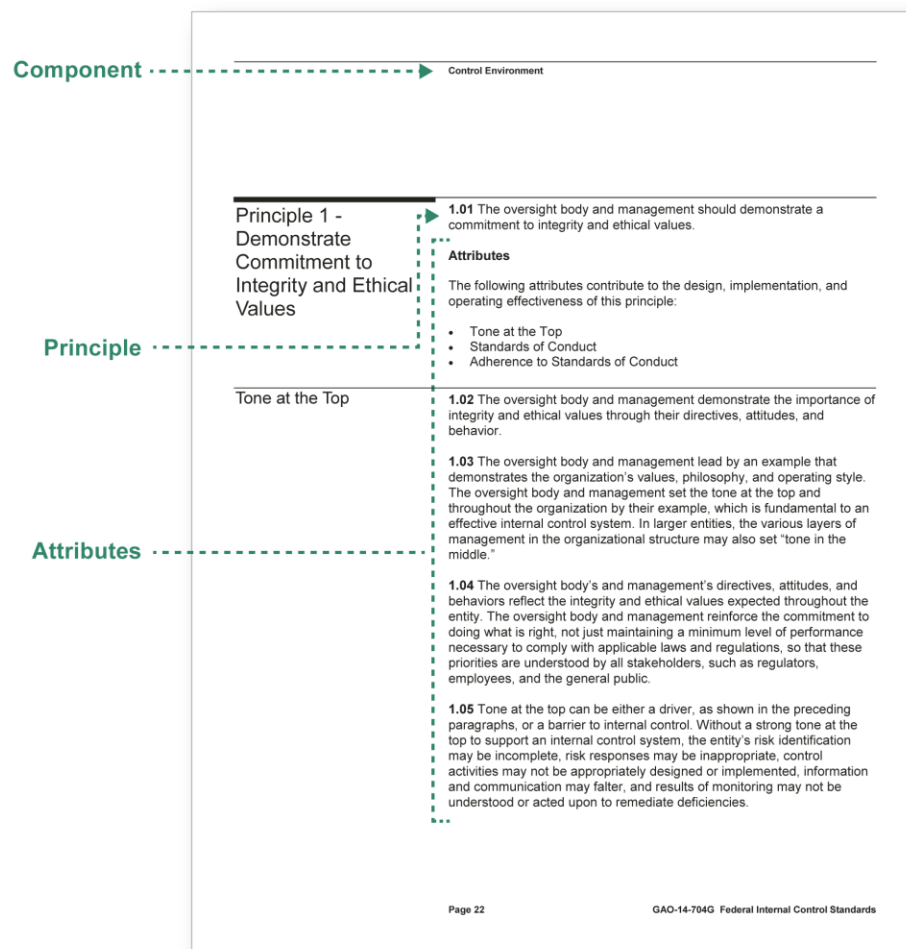 Component
Control Environment
Principle 1 -
Demonstrate
Commitment to
Integrity and Ethical
Values
1.01 The oversight body and management should demonstrate a
commitment to integrity and ethical values.
Attributes
The following attributes contribute to the design, implementation, and
operating effectiveness of this principle:
• Tone at the Top
• Standards of Conduct
• Adherence to Standards of Conduct
Principle
Tone at the Top
1.02 The oversight body and management demonstrate the importance of
integrity and ethical values through their directives, attitudes, and
behavior.
1.03 The oversight body and management lead by an example that
demonstrates the organization's values, philosophy, and operating style.
The oversight body and management set the tone at the top and
throughout the organization by their example, which is fundamental to an
effective internal control system. In larger entities, the various layers of
management in the organizational structure may also set “tone in the
middle.”
Attributes
1.04 The oversight body's and management's directives, attitudes, and
behaviors reflect the integrity and ethical values expected throughout the
entity. The oversight body and management reinforce the commitment to
doing what is right, not just maintaining a minimum level of performance
necessary to comply with applicable laws and regulations, so that these
priorities are understood by all stakeholders, such as regulators,
employees, and the general public.
1.05 Tone at the top can be either a driver, as shown in the preceding
paragraphs, or a barrier to internal control. Without a strong tone at the
top to support an internal control system, the entity's risk identification
may be incomplete, risk responses may be inappropriate, control
activities may not be appropriately designed or implemented, information
and communication may falter, and results of monitoring may not be
understood or acted upon to remediate deficiencies.
Page 22
GAO-14-704G Federal Internal Control Standards